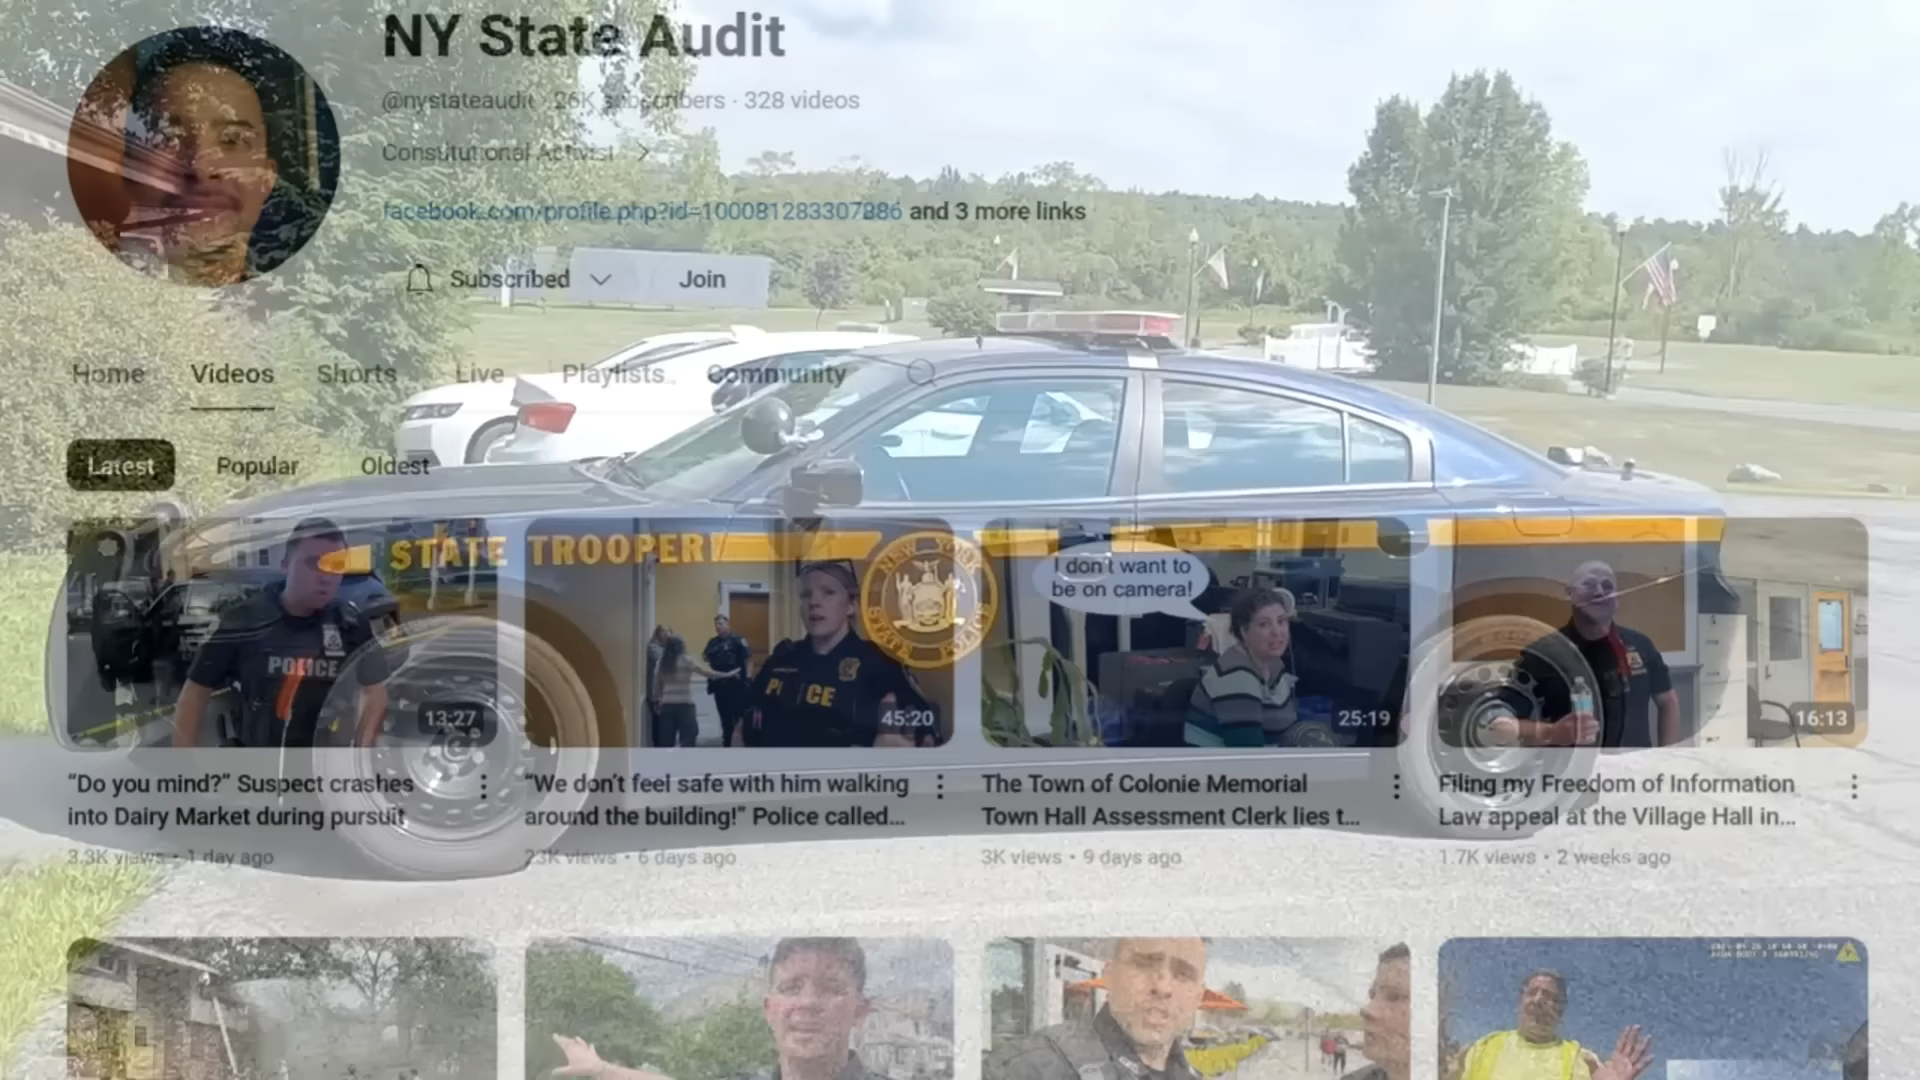 NY State Audit
@nystateaudit · 26K subscribers · 328 videos
Constitutional Activist >
facebook.com/profile.php?id=100081283307886 and 3 more links
Subscribed
Join
Home Videos Shorts Live Playlists Community
Latest Popular Oldest
STATE TROOPER
NEW YORK
STATE POLICE
I don't want to
be on camera!
POLICE
POLICE
13:27
45:20
25:19
16:13
“Do you mind?” Suspect crashes
into Dairy Market during pursuit,
3.3K views • 1 day ago
“We don’t feel safe with him walking
around the building!” Police called...
23K views • 6 days ago
The Town of Colonie Memorial
Town Hall Assessment Clerk lies t...
3K views • 9 days ago
Filing my Freedom of Information
Law appeal at the Village Hall in...
1.7K views • 2 weeks ago